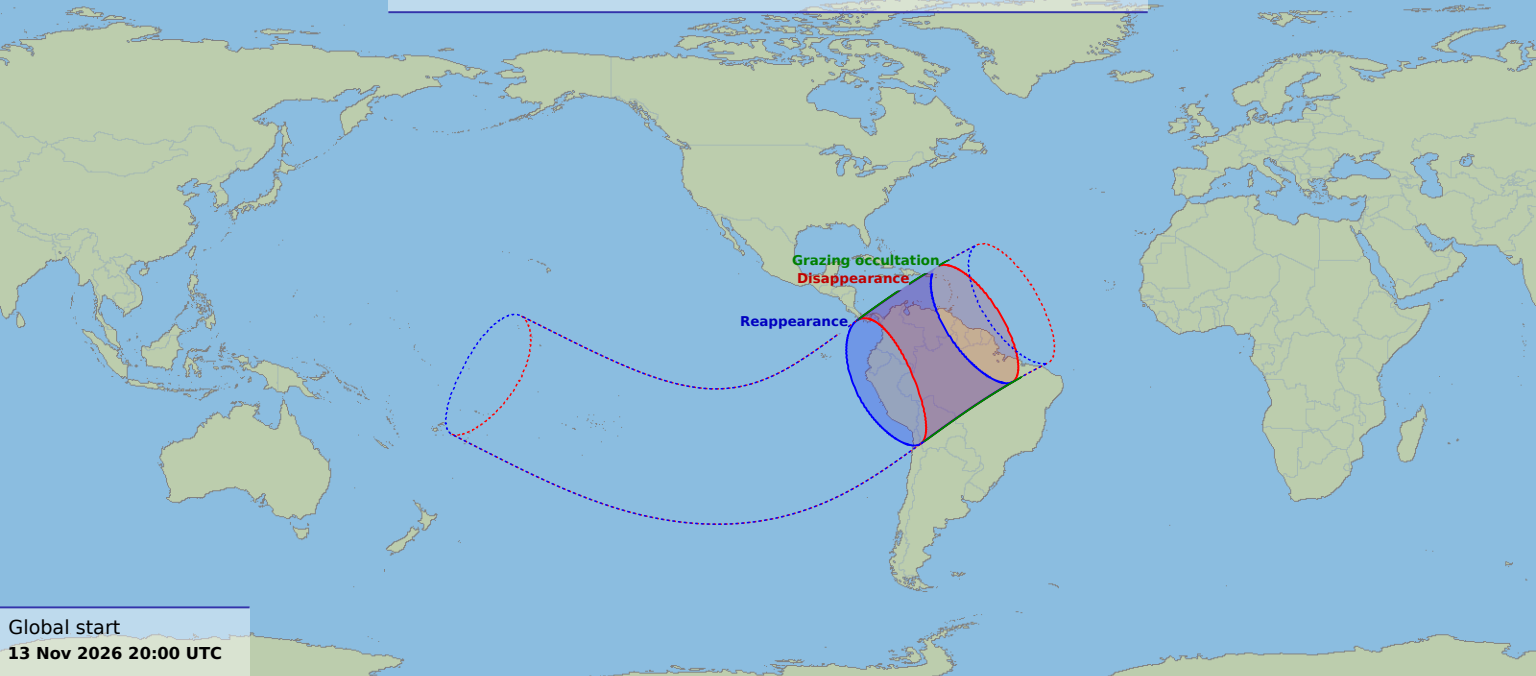 Grazing occultation
Disappearance
Reappearance
Global start
13 Nov 2026 20:00 UTC